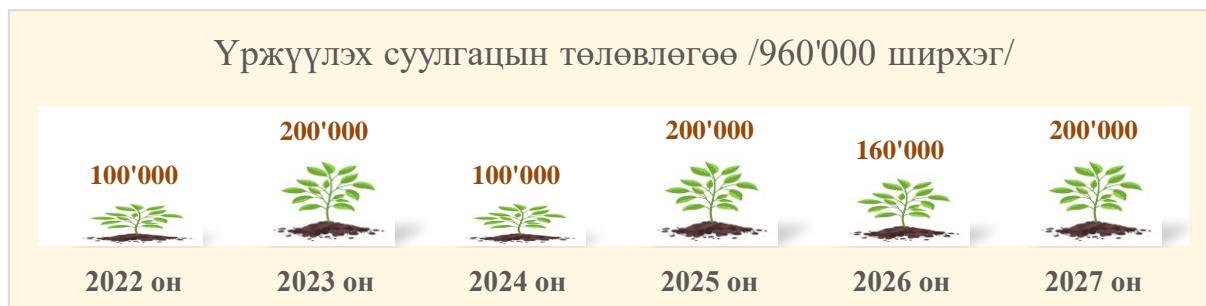 Үржүүлэх суулгацын төлөвлөгөө /960'000 ширхэг/
100'000
200'000
100'000
200'000
160'000
200'000
2022 он
2023 он
2024 он
2025 он
2026 он
2027 он